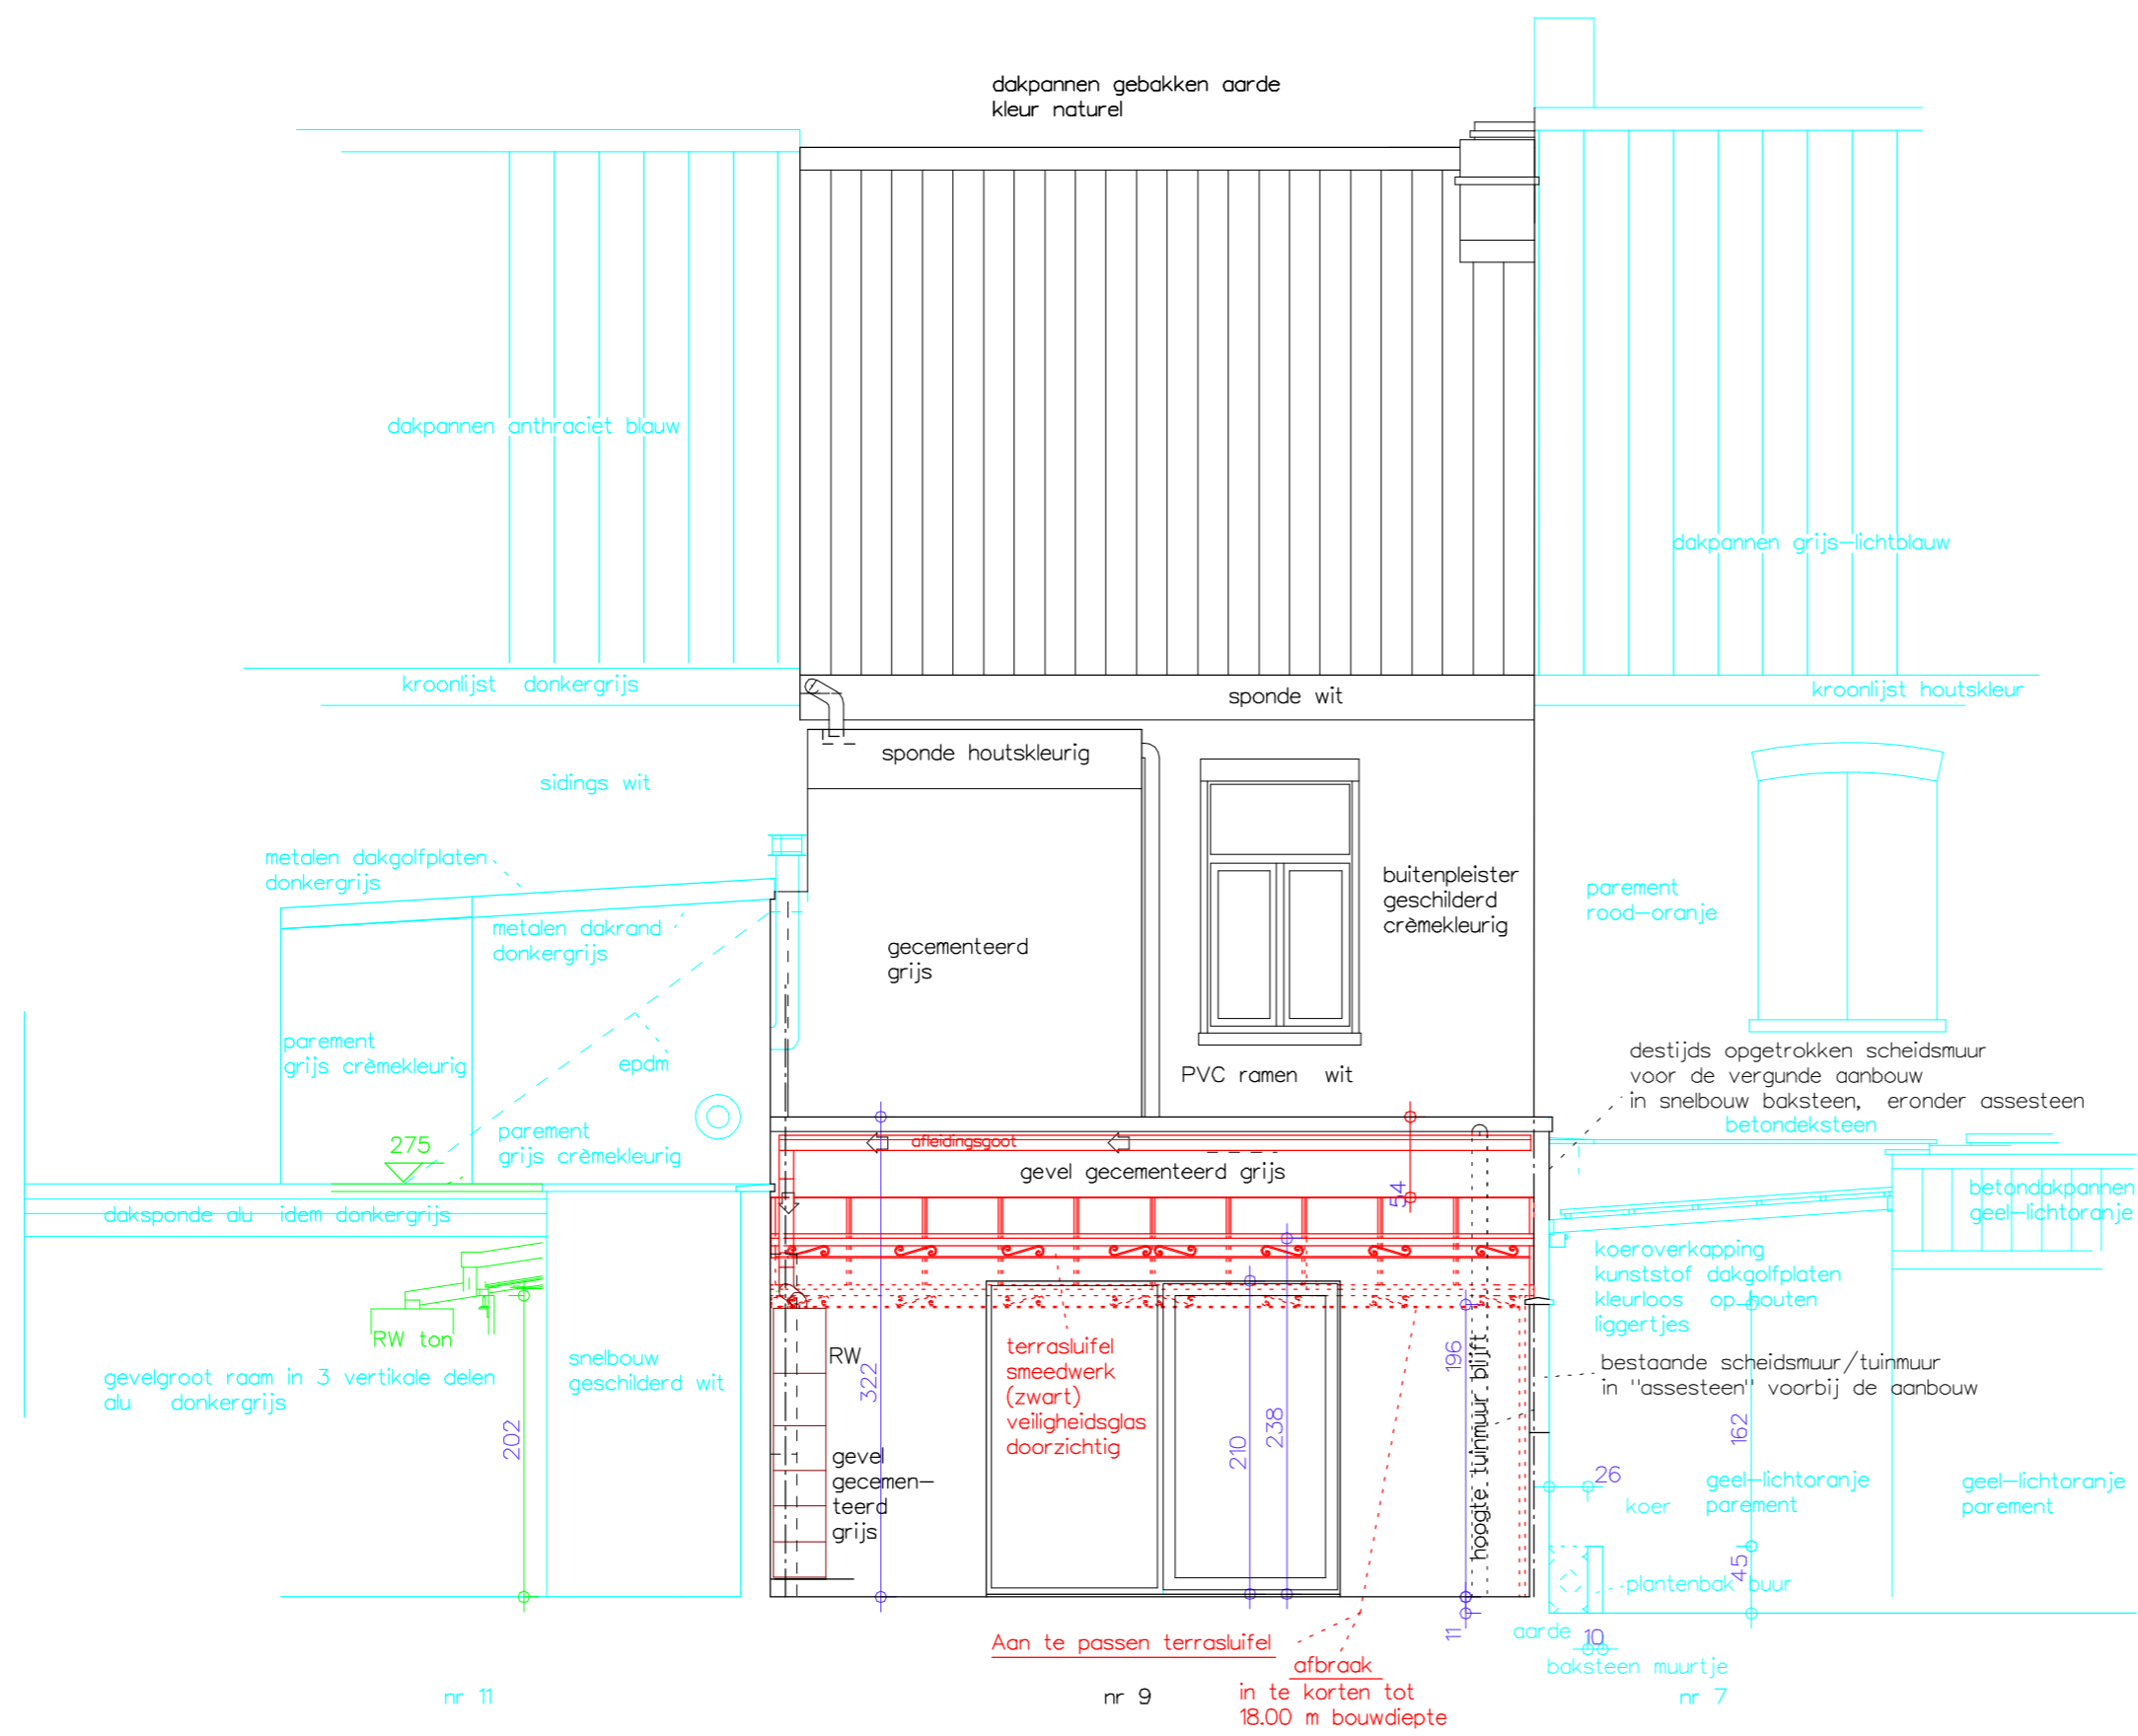 dakpannen gebakken aarde
kleur naturel
dakpannen anthraciet blauw
dakpannen grijs-lichtblauw
kroonlijst donkergrijs
sponde wit
kroonlijst houtskleur
sponde houtskleurig
sidings wit
metalen dakgolfplaten
donkergrijs
buitenpleister
geschilderd
crèmekleurig
parement
rood-oranje
metalen dakrand
donkergrijs
gecementeerd
grijs
parement
grijs crèmekleurig
epdm
PVC ramen wit
destijds opgetrokken scheidsmuur
voor de vergunde aanbouw
in snelbouw baksteen, eronder assesteen
betondeksteen
275
parement
grijs crèmekleurig
afleidingsgoot
gevel gecementeerd grijs
54
betondakpannen
geel-lichtoranje
daksponde alu idem donkergrijs
koeroverkapping
kunststof dakgolfplaten
kleurloos op houten
liggertjes
RW ton
gevelgroot raam in 3 vertikale delen
alu donkergrijs
snelbouw
geschilderd wit
RW
322
terrasluifel
smeedwerk
(zwart)
veiligheidsglas
doorzichtig
196
hoogte tuinmuur blijft
bestaande scheidsmuur/tuinmuur
in "assesteen" voorbij de aanbouw
202
210
238
162
gevel
gecemen-
teerd
grijs
26
koer
geel-lichtoranje
parement
geel-lichtoranje
parement
45
plantenbak buur
11
aarde
10
baksteen muurtje
Aan te passen terrasluifel
afbraak
in te korten tot
18.00 m bouwdiepte
nr 11
nr 9
nr 7